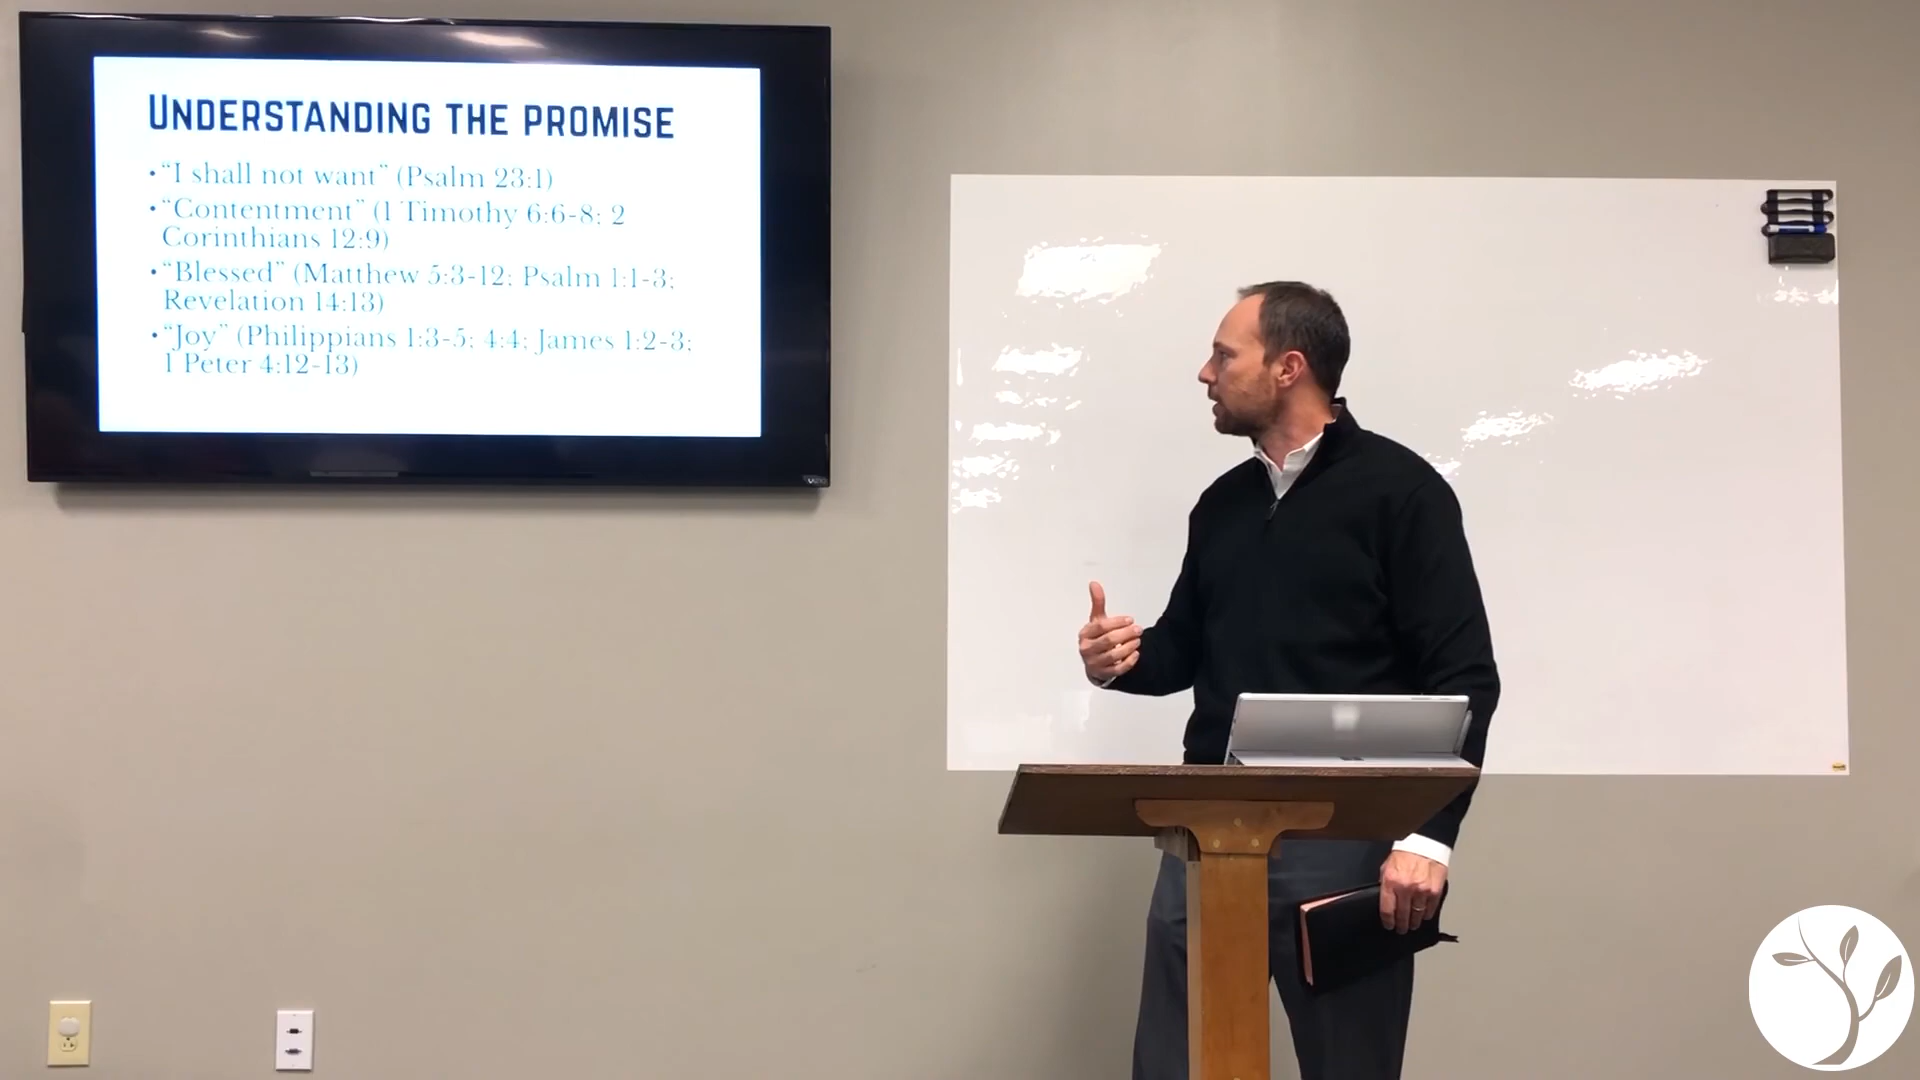 UNDERSTANDING THE PROMISE
• “I shall not want” (Psalm 23:1)
• “Contentment” (1 Timothy 6:6-8; 2
Corinthians 12:9)
• “Blessed” (Matthew 5:3-12; Psalm 1:1-3;
Revelation 14:13)
• “Joy” (Philippians 1:3-5; 4:4; James 1:2-3;
1 Peter 4:12-13)
VIZIO